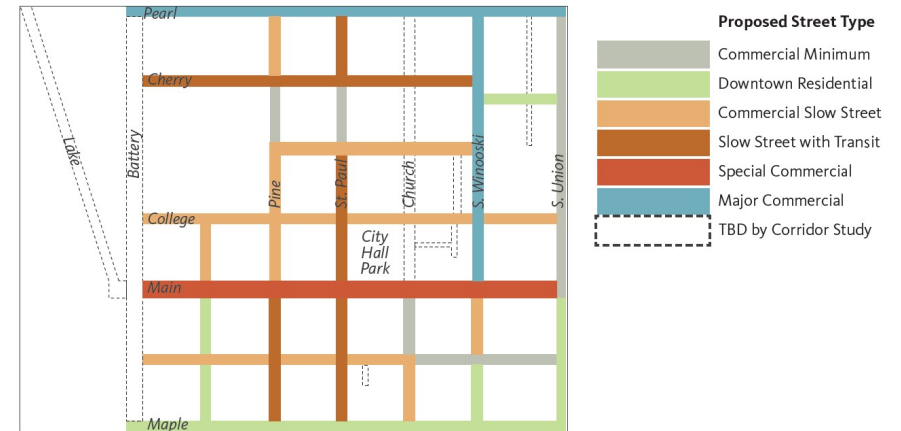 Pearl
Cherry
Lake
Battery
Pine
St. Paul
Church
S. Winooski
S. Union
College
City
Hall
Park
Main
Maple
Proposed Street Type
Commercial Minimum
Downtown Residential
Commercial Slow Street
Slow Street with Transit
Special Commercial
Major Commercial
TBD by Corridor Study